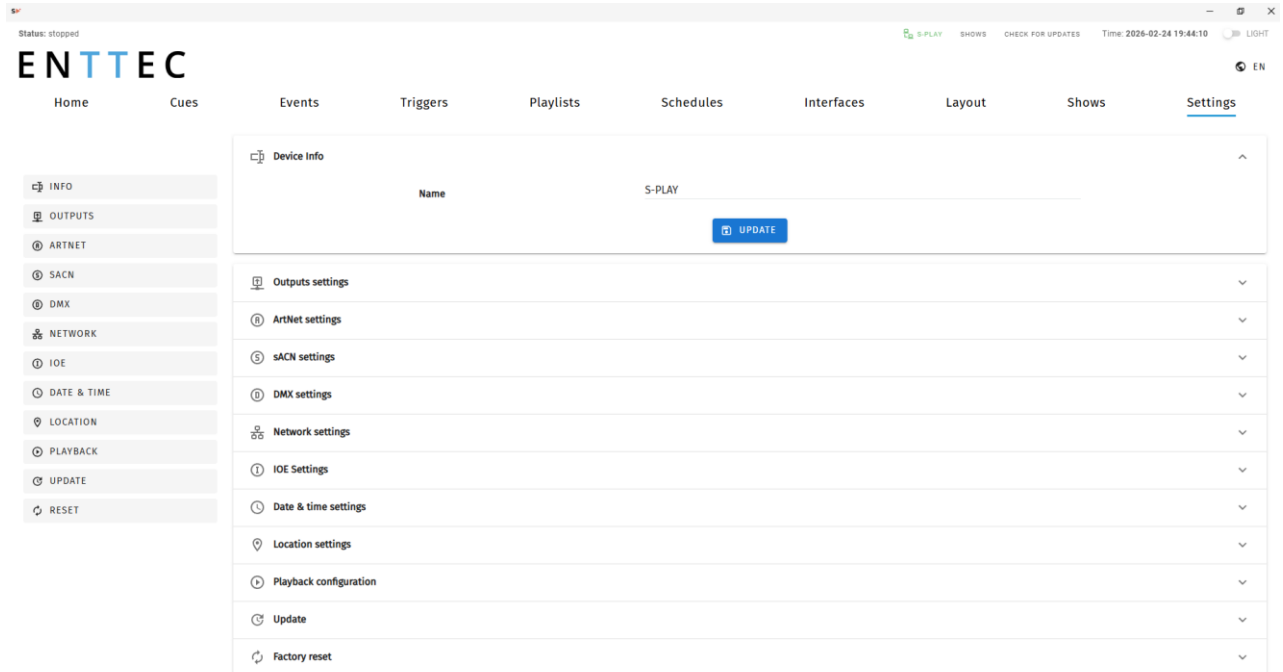 Status: stopped
S-PLAY SHOWS CHECK FOR UPDATES Time: 2026-02-24 19:44:10 LIGHT
ENTTEC
EN
Home Cues Events Triggers Playlists Schedules Interfaces Layout Shows Settings
INFO
OUTPUTS
ARTNET
SACN
DMX
NETWORK
IOE
DATE & TIME
LOCATION
PLAYBACK
UPDATE
RESET
Device Info
Name S-PLAY
UPDATE
Outputs settings
ArtNet settings
sACN settings
DMX settings
Network settings
IOE Settings
Date & time settings
Location settings
Playback configuration
Update
Factory reset